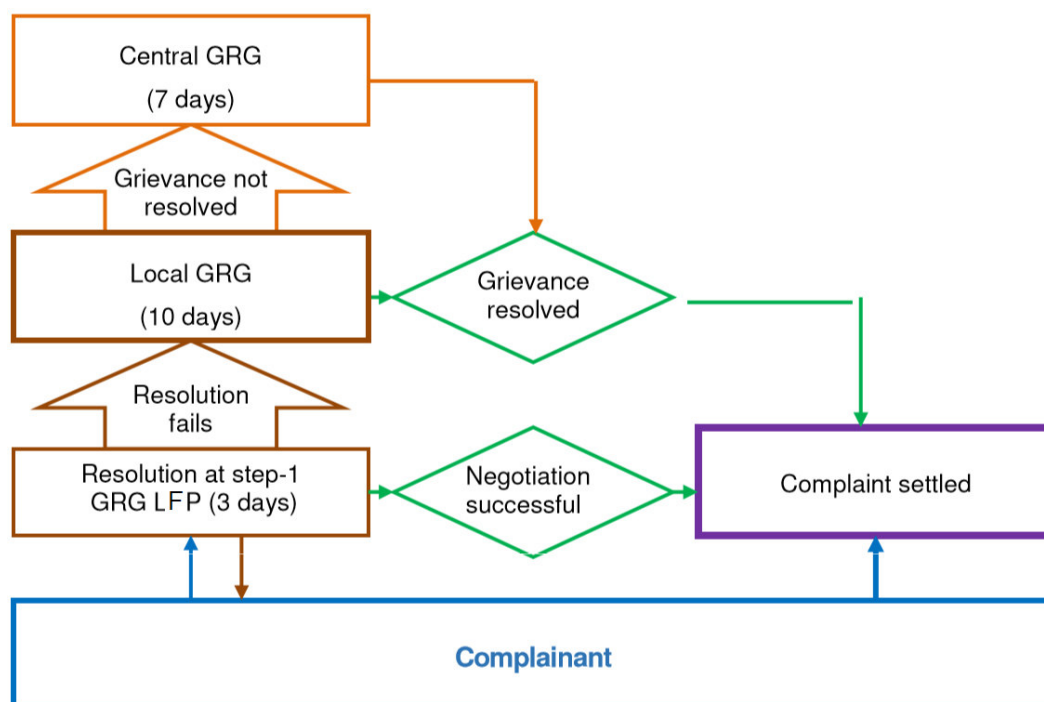 Central GRG
(7 days)
Grievance not
resolved
Local GRG
(10 days)
Grievance
resolved
Resolution
fails
Resolution at step-1
GRG LFP (3 days)
Negotiation
successful
Complaint settled
Complainant